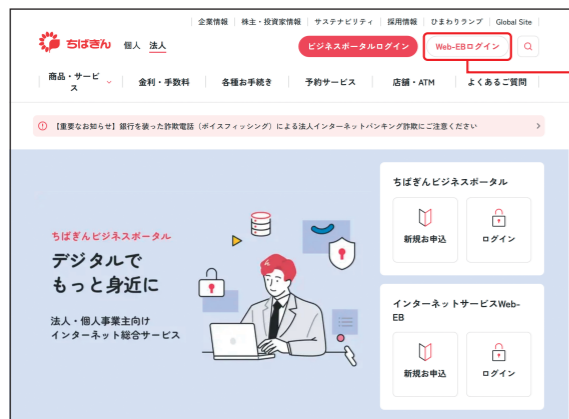 企業情報 株主・投資家情報 サステナビリティ 採用情報 ひまわりランプ Global Site
ちばぎん 個人 法人 ビジネスポータルログイン Web-EBログイン
商品・サービス 金利・手数料 各種お手続き 予約サービス 店舗・ATM よくあるご質問
【重要なお知らせ】銀行を装った詐欺電話（ボイスフィッシング）による法人インターネットバンキング詐欺にご注意ください
ちばぎんビジネスポータル
デジタルで
もっと身近に
法人・個人事業主向け
インターネット総合サービス
ちばぎんビジネスポータル
新規お申込 ログイン
インターネットサービスWeb-
EB
新規お申込 ログイン